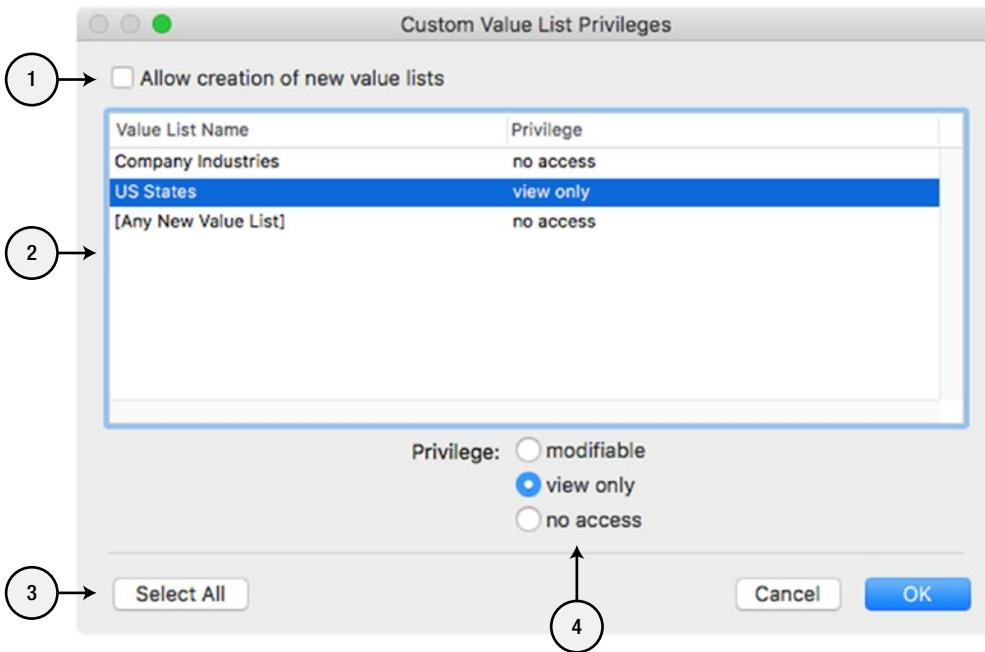 Custom Value List Privileges
1
Allow creation of new value lists
Value List Name Privilege
Company Industries no access
US States view only
[Any New Value List] no access
2
Privilege: modifiable
view only
no access
3
Select All Cancel OK
4